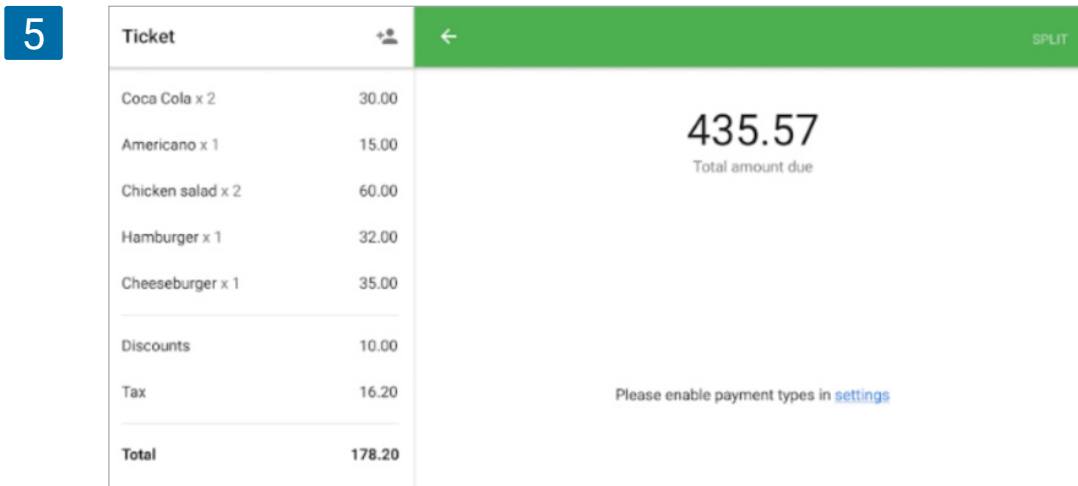 5
Ticket
SPLIT
Coca Cola x 2 30.00
Americano x 1 15.00
Chicken salad x 2 60.00
Hamburger x 1 32.00
Cheeseburger x 1 35.00
Discounts 10.00
Tax 16.20
Total 178.20
435.57
Total amount due
Please enable payment types in settings